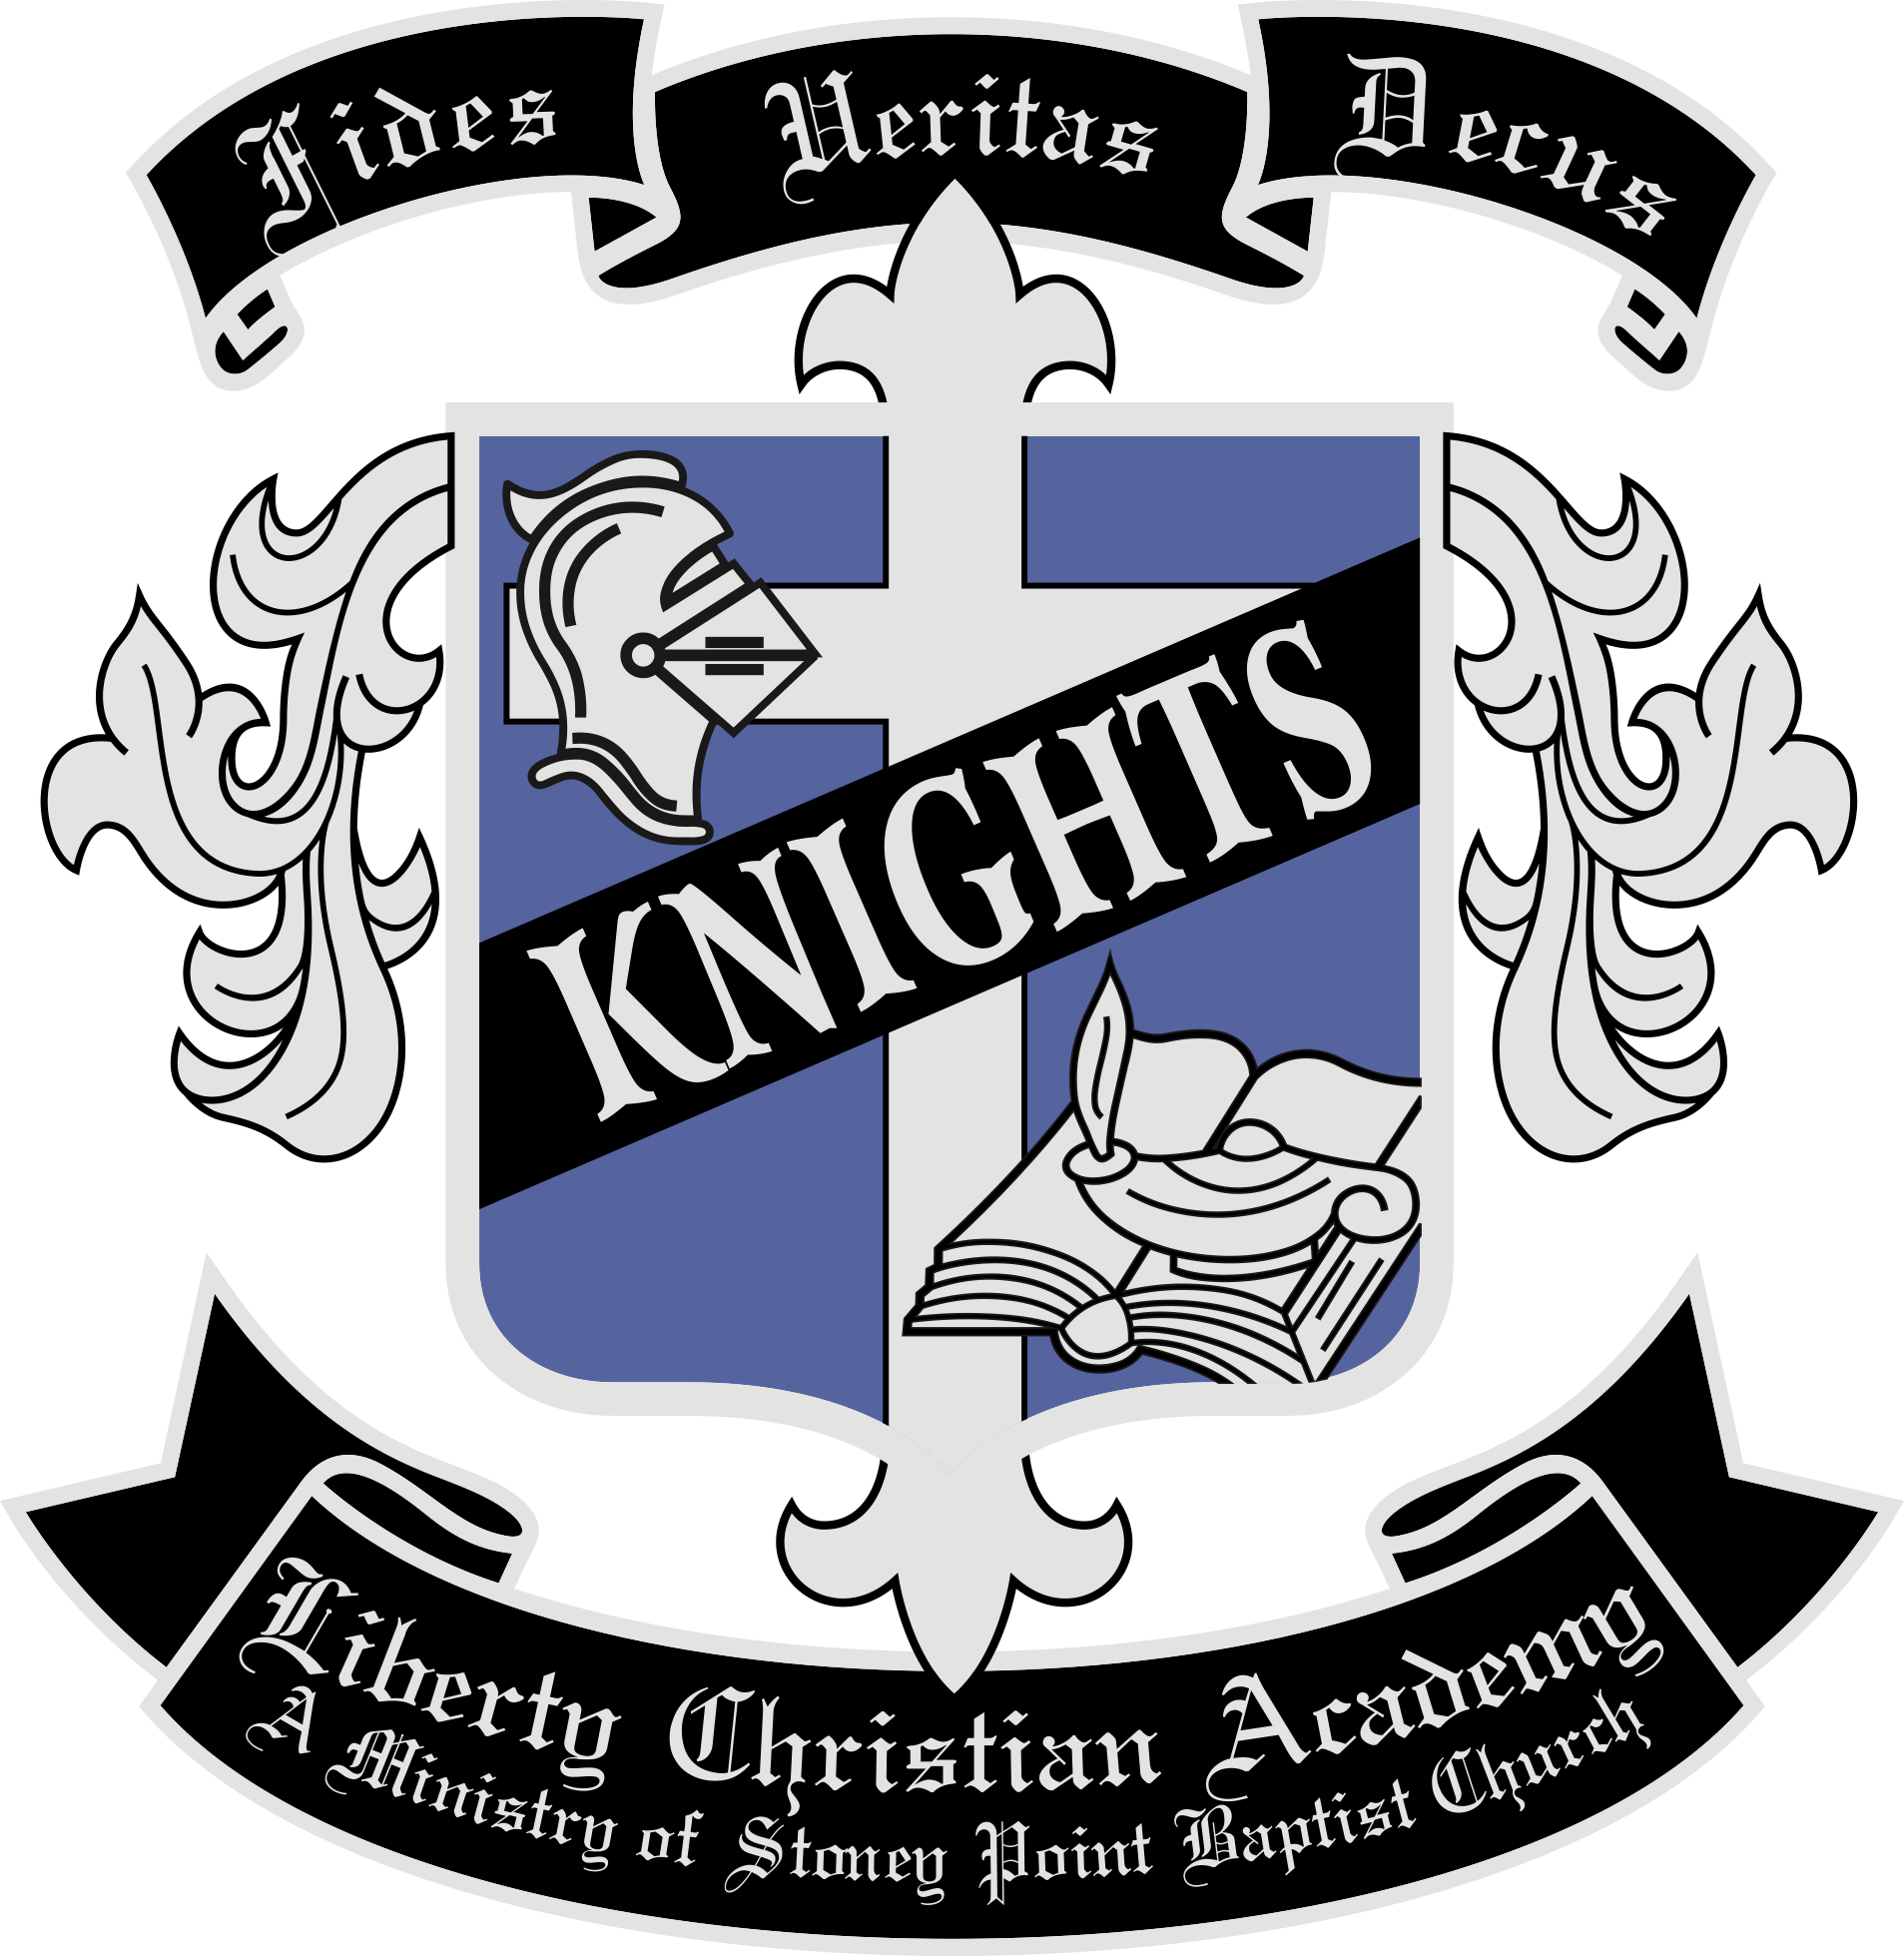 Fides Veritas Decus
KNIGHTS
Liberty Christian Academy
A Ministry of Stoney Point Baptist Church